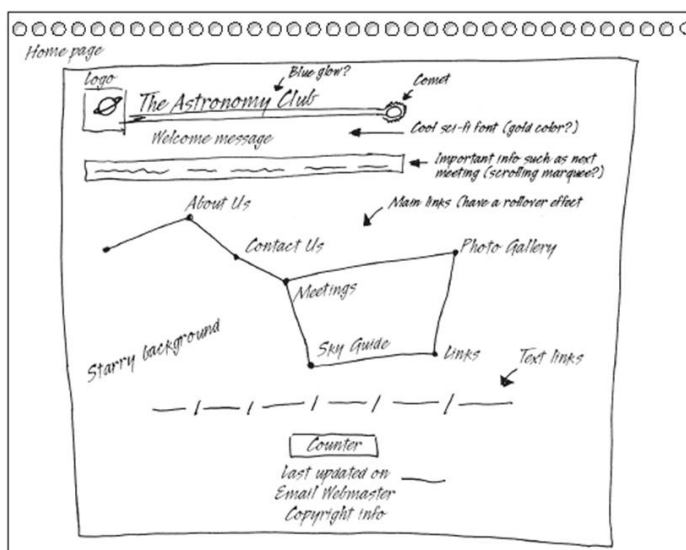 Home page
Logo
Blue glow?
Comet
The Astronomy Club
Cool sci-fi font (gold color?)
Welcome message
Important info such as next
meeting (scrolling marquee?)
About Us
Main links (have a rollover effect
Contact Us
Photo Gallery
Meetings
Starry background
Sky Guide
Links
Text links
Counter
Last updated on
Email Webmaster
Copyright info